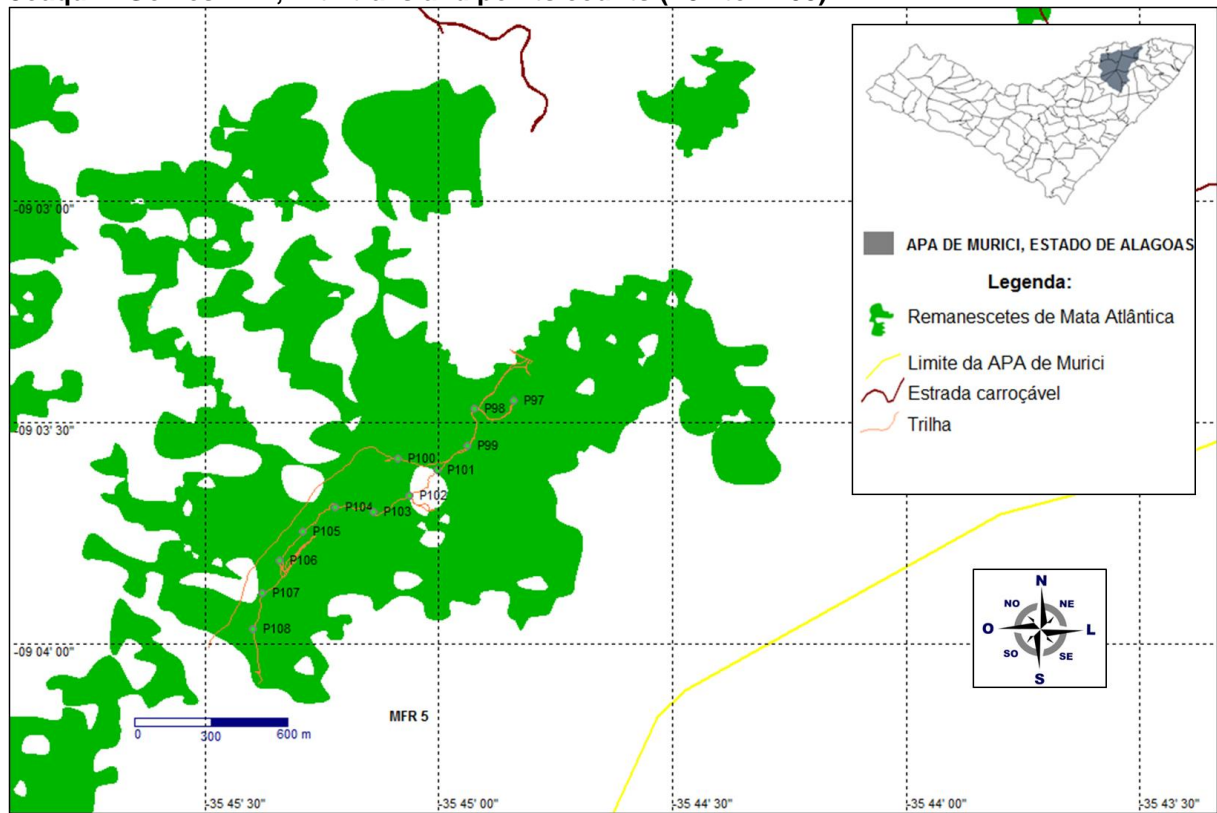 -09 03' 00"
-09 03' 30"
-09 04' 00"
P97
P98
P99
P100
P101
P102
P103
P104
P105
P106
P107
P108
MFR 5
0 300 600 m
-35 45' 30"
-35 45' 00"
-35 44' 30"
-35 44' 00"
-35 43' 30"
APA DE MURICI, ESTADO DE ALAGOAS
Legenda:
Remanescetes de Mata Atlântica
Limite da APA de Murici
Estrada carroçável
Trilha
N
NO NE
O L
SO SE
S